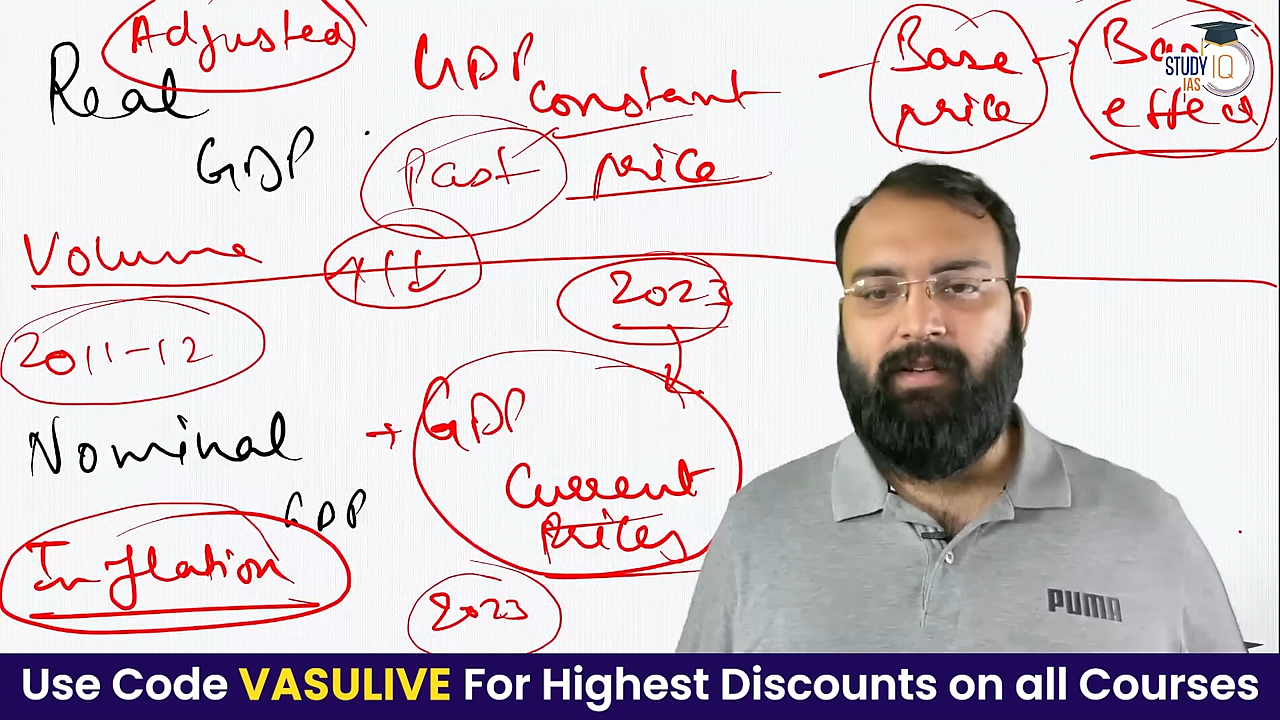 Adjusted
Real
GDP
GDP
constant
Past price
Base
price
Base
effect
STUDY IQ
IAS
Volume
2011-12
2023
Nominal
GDP
GDP
Current
Prices
Inflation
2023
PUMA
Use Code VASULIVE For Highest Discounts on all Courses